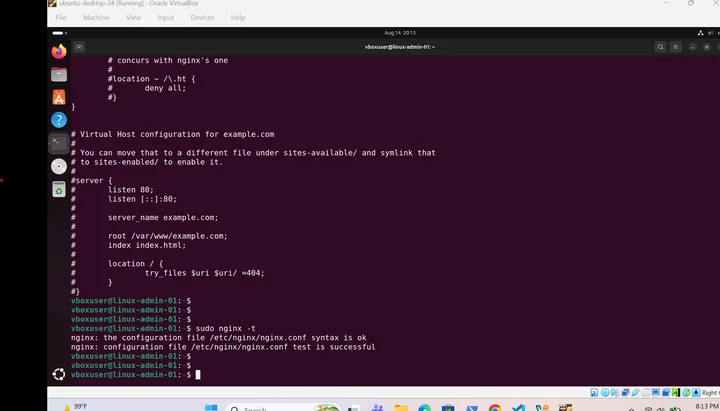 ubuntu-desktop-24 [Running] - Oracle VirtualBox
File Machine View Input Devices Help
Aug 14 20:13
vboxuser@linux-admin-01: ~
# concurs with nginx's one
#
#location ~ /\.ht {
# deny all;
#}
}
# Virtual Host configuration for example.com
#
# You can move that to a different file under sites-available/ and symlink that
# to sites-enabled/ to enable it.
#
#server {
# listen 80;
# listen [::]:80;
#
# server_name example.com;
#
# root /var/www/example.com;
# index index.html;
#
# location / {
# try_files $uri $uri/ =404;
# }
#}
vboxuser@linux-admin-01:~$
vboxuser@linux-admin-01:~$
vboxuser@linux-admin-01:~$
vboxuser@linux-admin-01:~$ sudo nginx -t
nginx: the configuration file /etc/nginx/nginx.conf syntax is ok
nginx: configuration file /etc/nginx/nginx.conf test is successful
vboxuser@linux-admin-01:~$
vboxuser@linux-admin-01:~$
vboxuser@linux-admin-01:~$
Right
99°F
Search
8:13 PM